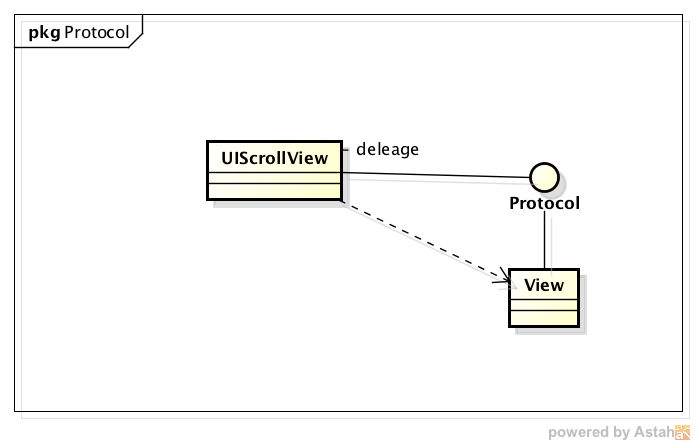 pkg Protocol
UIScrollView
- deleage
Protocol
View
powered by Astah